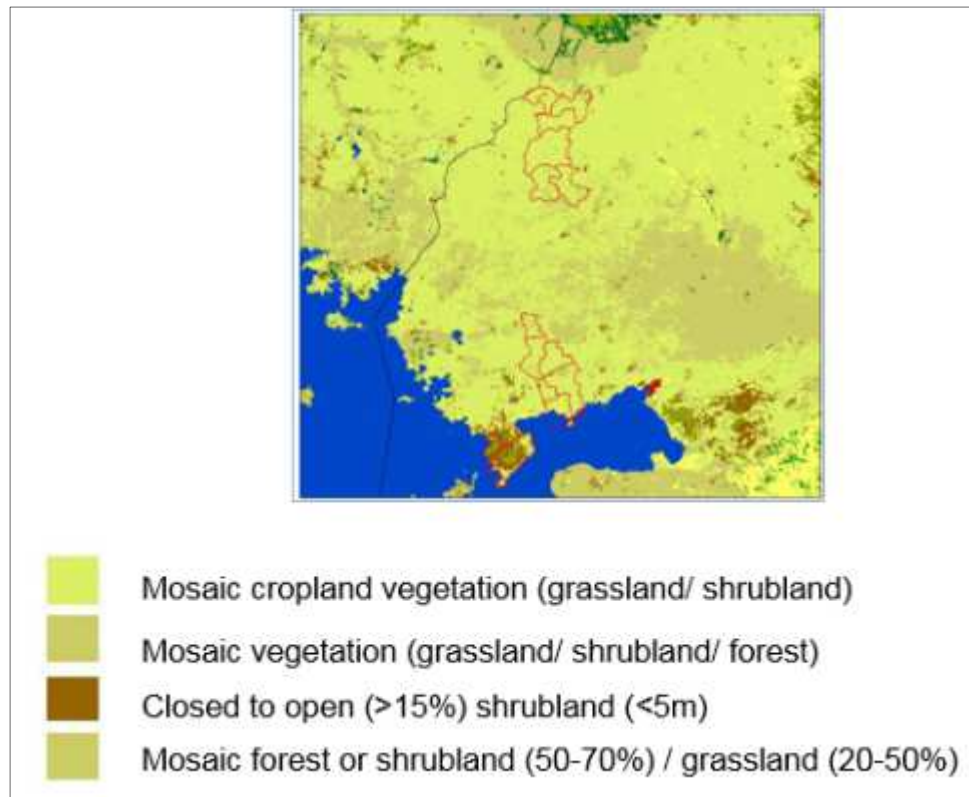 Mosaic cropland vegetation (grassland/ shrubland)
Mosaic vegetation (grassland/ shrubland/ forest)
Closed to open (>15%) shrubland (<5m)
Mosaic forest or shrubland (50-70%) / grassland (20-50%)